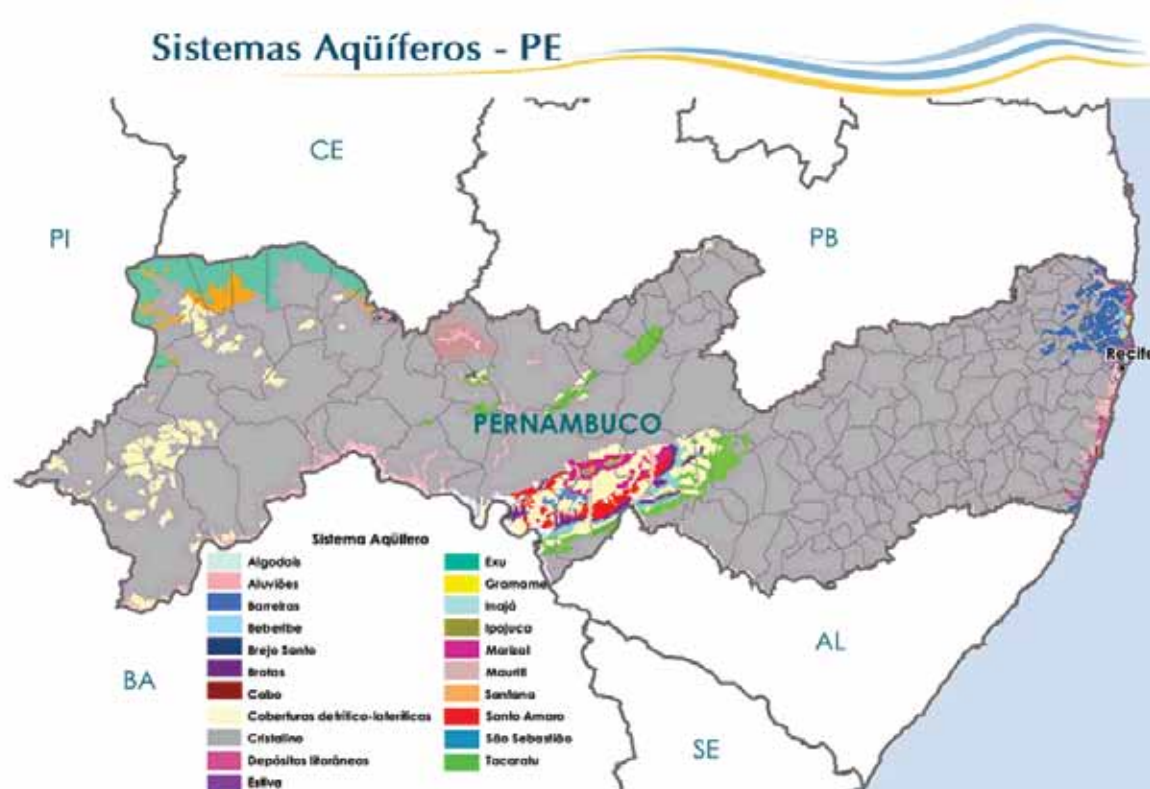 Sistemas Aqüíferos - PE
CE
PI
PB
Recife
PERNAMBUCO
BA
AL
SE
Sistema Aqüífero
Algodais
Aluviões
Barreiras
Beberibe
Brejo Santo
Brotas
Cabo
Coberturas detrítico-lateríticas
Cristalino
Depósitos litorâneos
Estiva
Exu
Gramame
Inajá
Ipojuca
Marizal
Mauriti
Santana
Santo Amaro
São Sebastião
Tacaratu